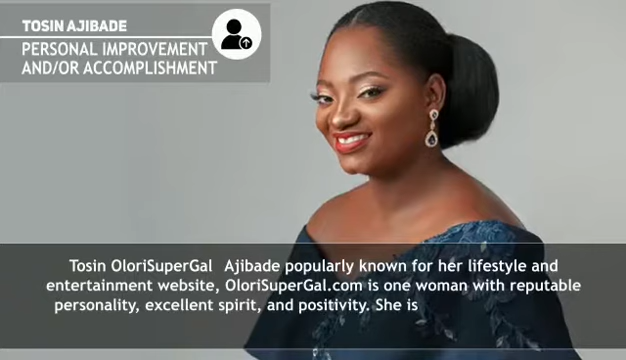 TOSIN AJIBADE
PERSONAL IMPROVEMENT
AND/OR ACCOMPLISHMENT
Tosin OloriSuperGal Ajibade popularly known for her lifestyle and
entertainment website, OloriSuperGal.com is one woman with reputable
personality, excellent spirit, and positivity. She is